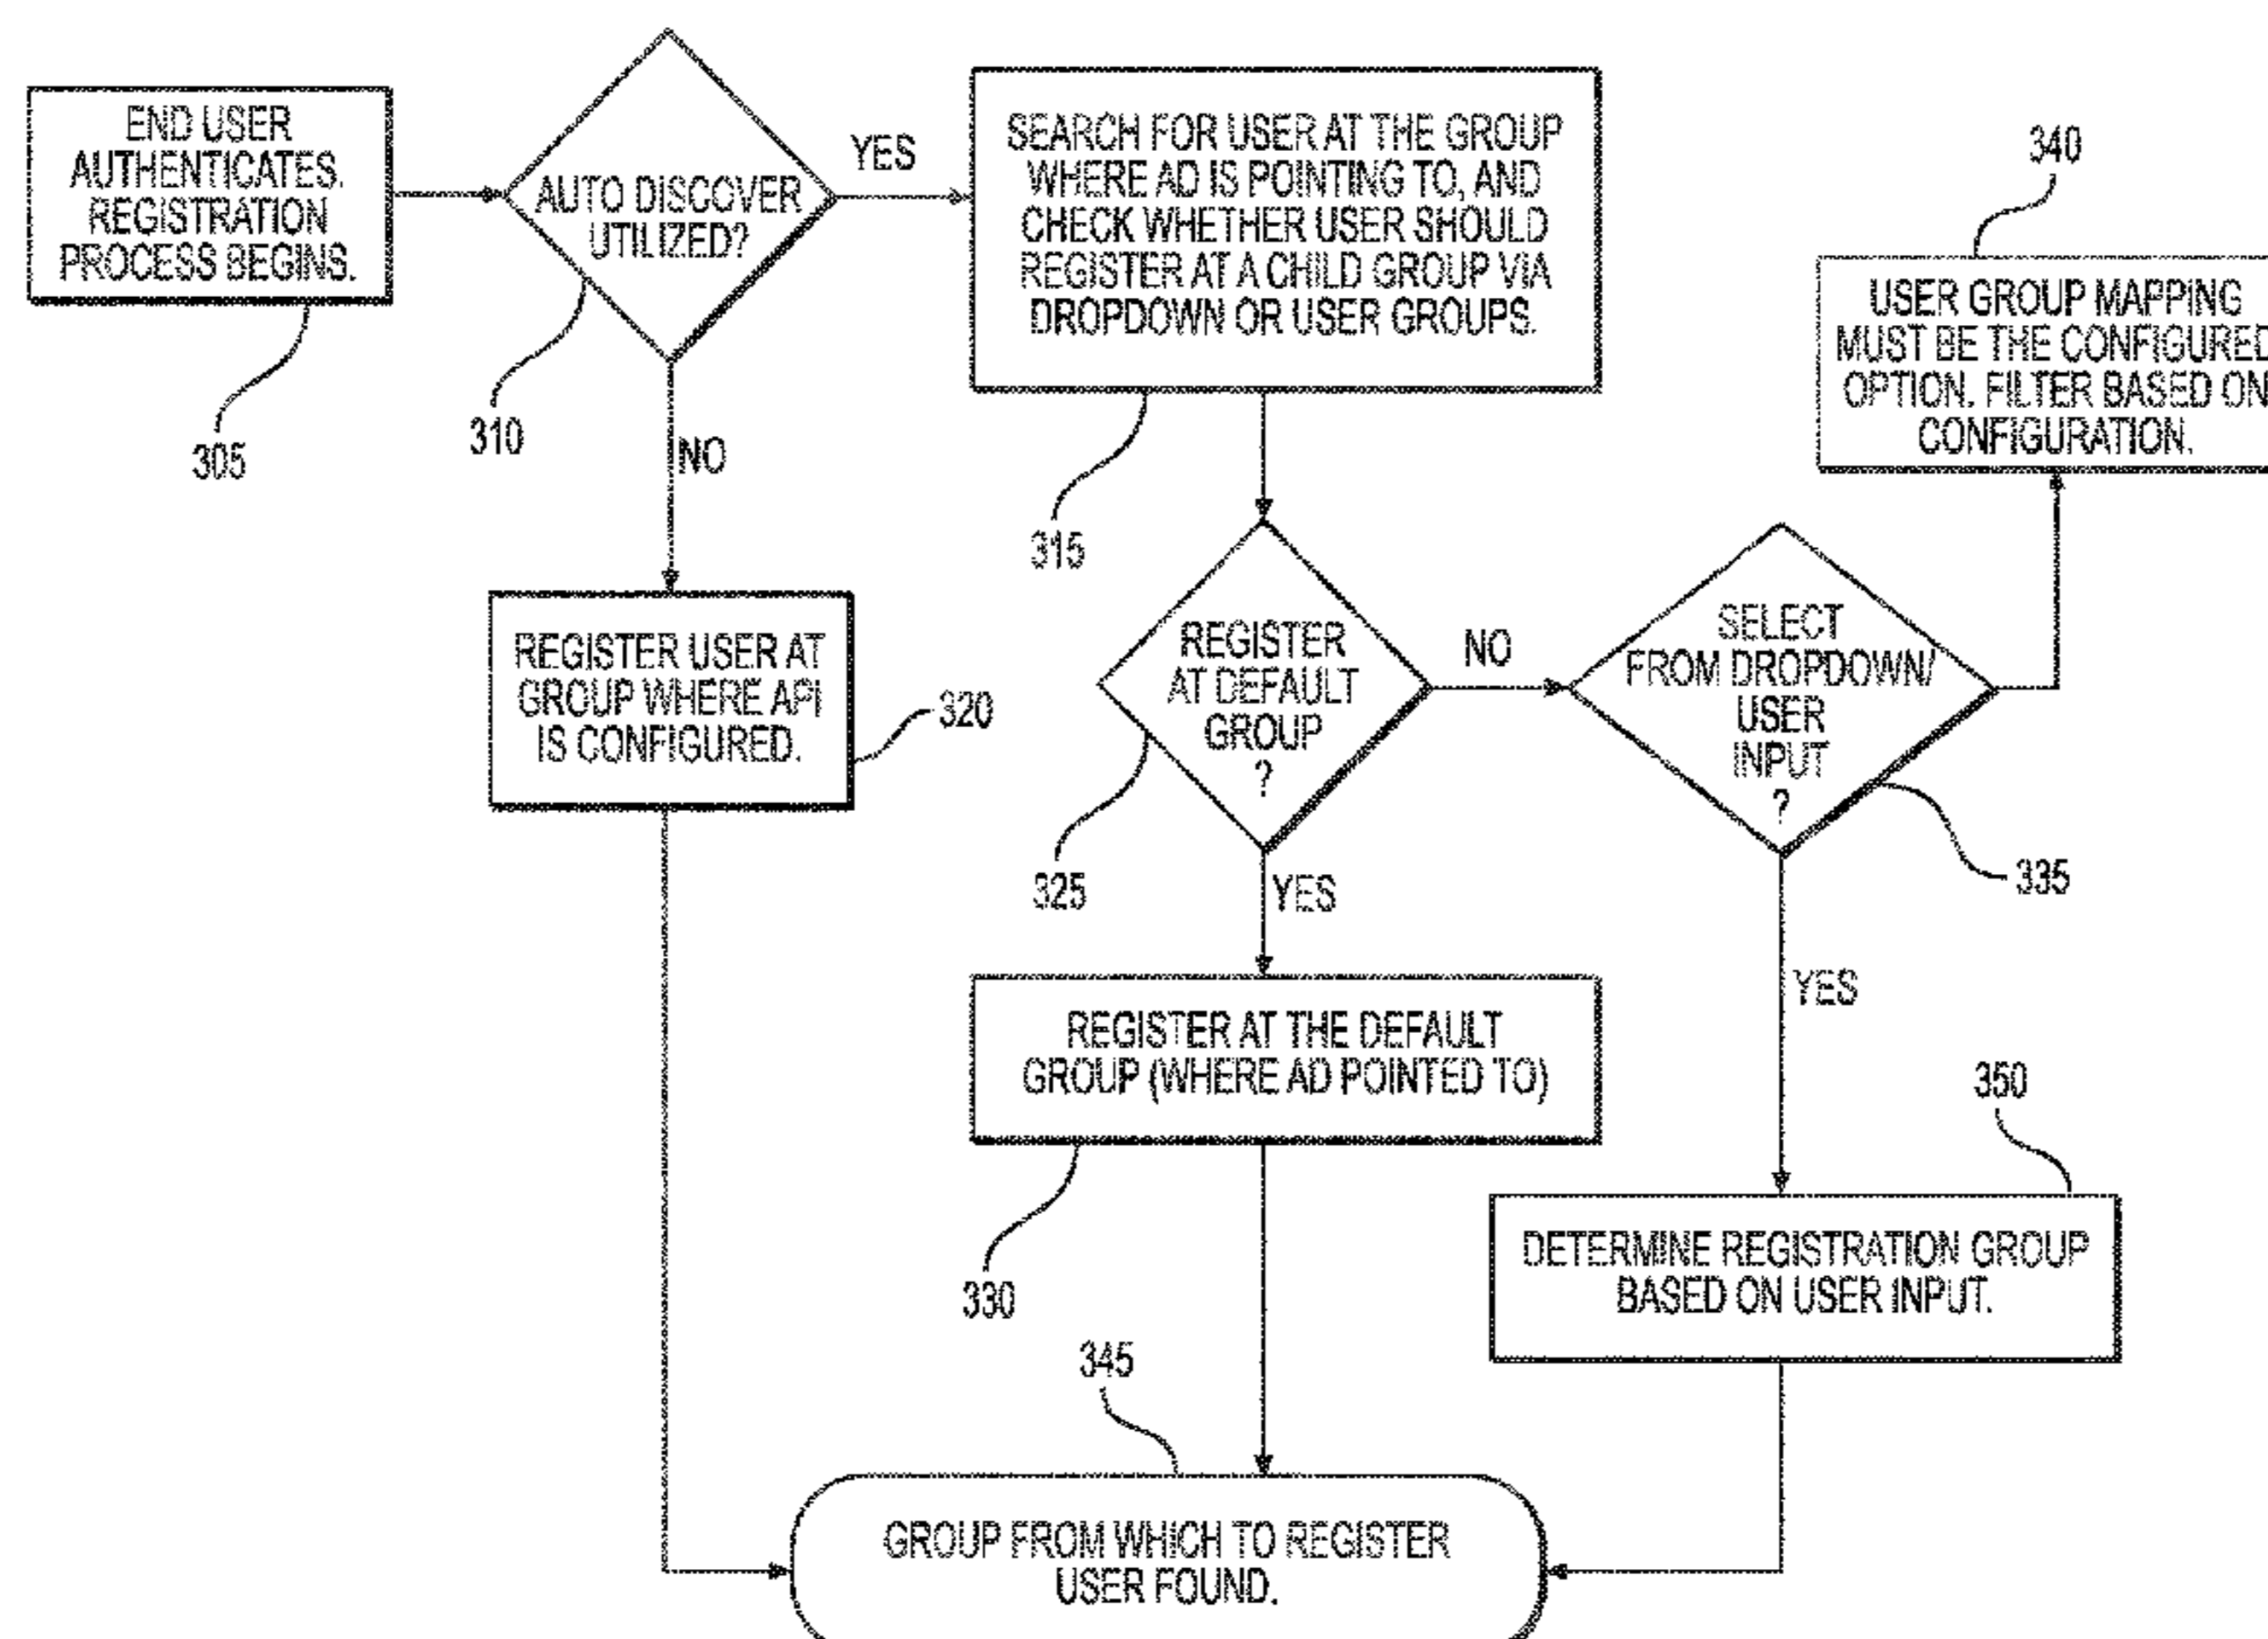 END USER
AUTHENTICATES.
REGISTRATION
PROCESS BEGINS.
305
AUTO DISCOVER
UTILIZED?
310
YES
NO
SEARCH FOR USER AT THE GROUP
WHERE AD IS POINTING TO, AND
CHECK WHETHER USER SHOULD
REGISTER AT A CHILD GROUP VIA
DROPDOWN OR USER GROUPS.
315
340
USER GROUP MAPPING
MUST BE THE CONFIGURED
OPTION. FILTER BASED ON
CONFIGURATION.
REGISTER USER AT
GROUP WHERE API
IS CONFIGURED.
320
REGISTER
AT DEFAULT
GROUP
?
325
NO
YES
SELECT
FROM DROPDOWN/
USER
INPUT
?
335
YES
REGISTER AT THE DEFAULT
GROUP (WHERE AD POINTED TO)
330
350
DETERMINE REGISTRATION GROUP
BASED ON USER INPUT.
345
GROUP FROM WHICH TO REGISTER
USER FOUND.